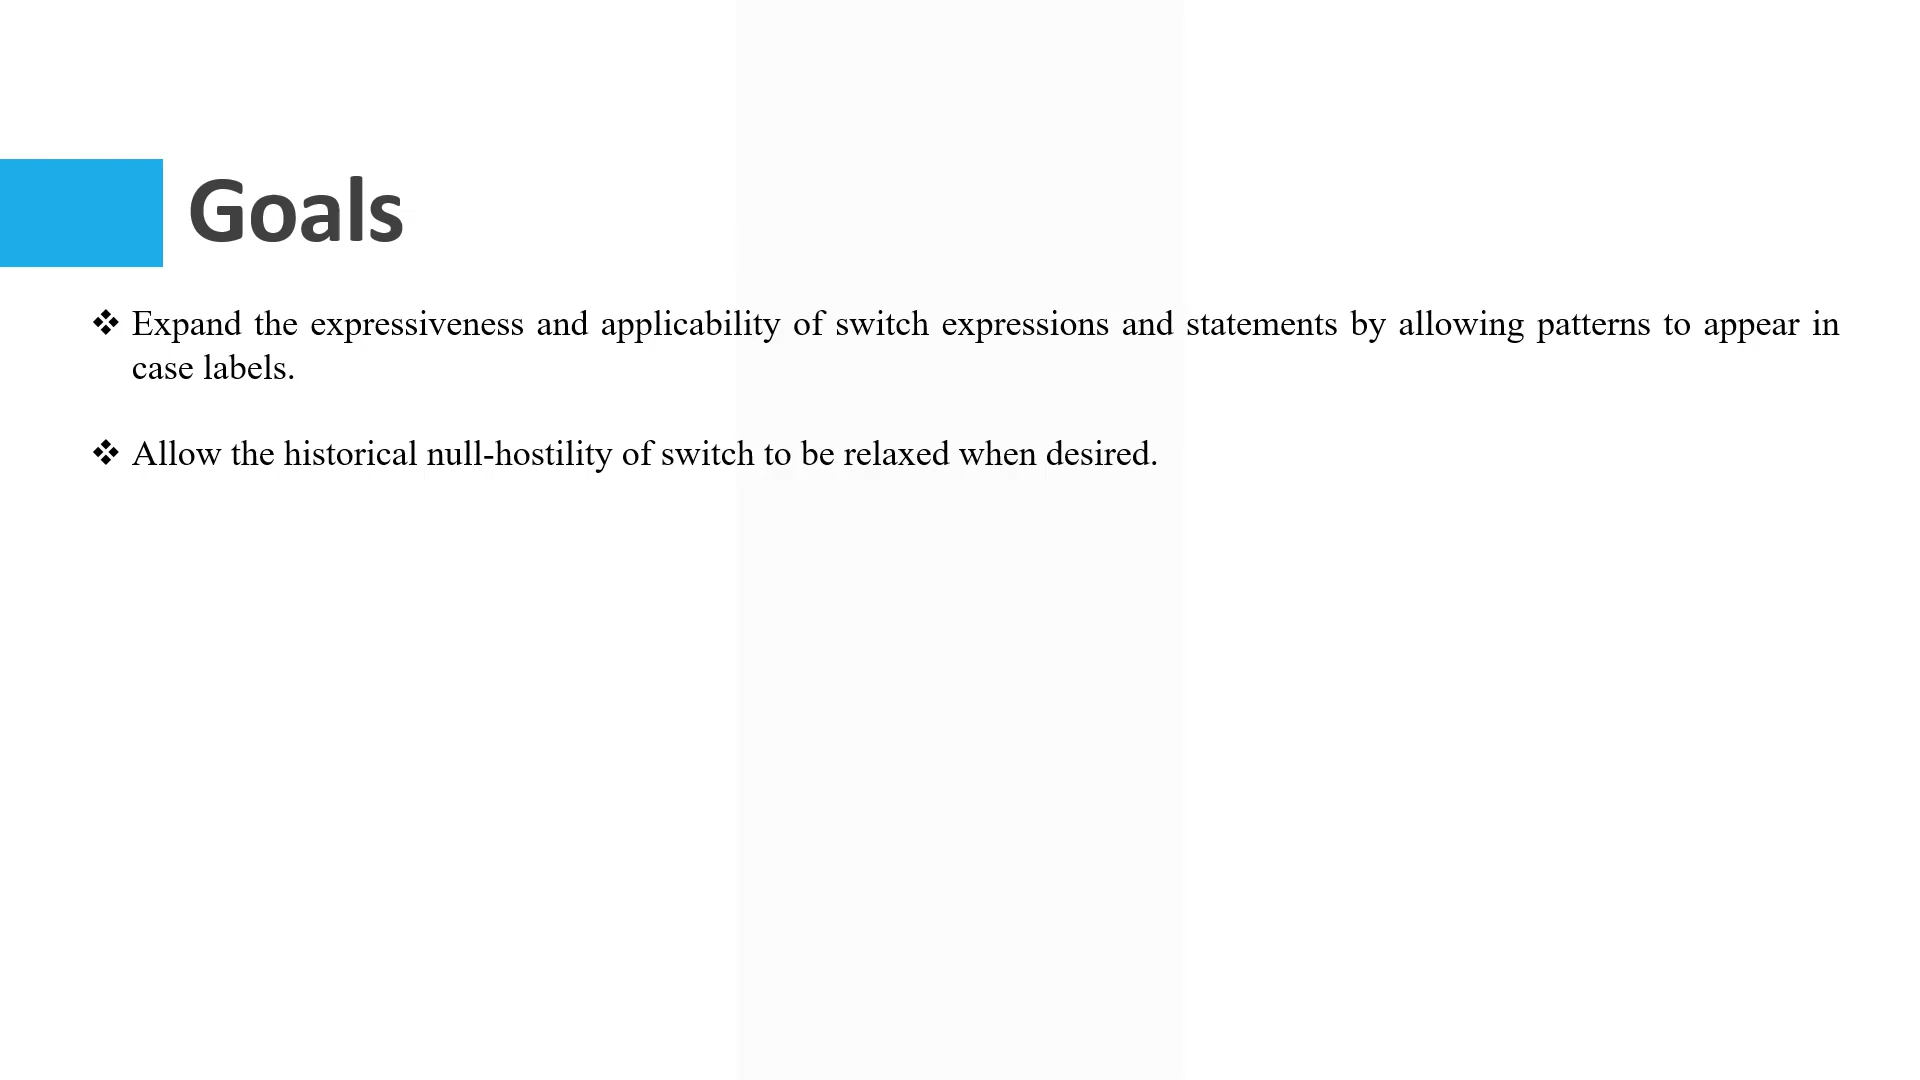 Goals
❖ Expand the expressiveness and applicability of switch expressions and statements by allowing patterns to appear in
case labels.
❖ Allow the historical null-hostility of switch to be relaxed when desired.